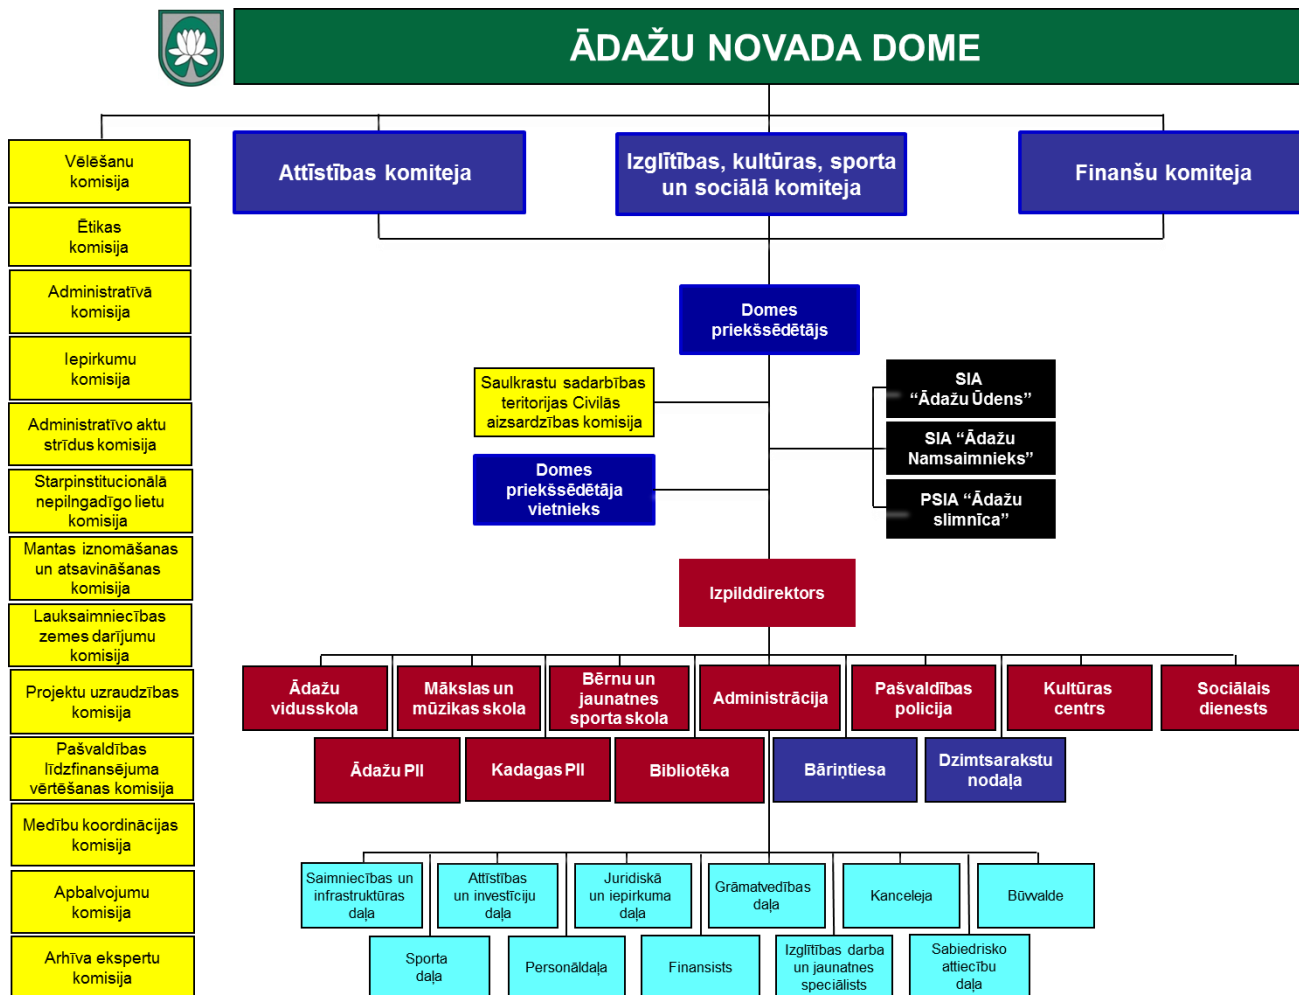 ĀDAŽU NOVADA DOME
Vēlēšanu
komisija
Ētikas
komisija
Administratīvā
komisija
Iepirkumu
komisija
Administratīvo aktu
strīdus komisija
Starpinstitucionālā
nepilngadīgo lietu
komisija
Mantas iznomāšanas
un atsavināšanas
komisija
Lauksaimniecības
zemes darījumu
komisija
Projektu uzraudzības
komisija
Pašvaldības
līdzfinansējuma
vērtēšanas komisija
Medību koordinācijas
komisija
Apbalvojumu
komisija
Arhīva ekspertu
komisija
Attīstības komiteja
Izglītības, kultūras, sporta
un sociālā komiteja
Finanšu komiteja
Domes
priekšsēdētājs
Saulkrastu sadarbības
teritorijas Civilās
aizsardzības komisija
Domes
priekšsēdētāja
vietnieks
SIA
“Ādažu Ūdens”
SIA “Ādažu
Namsaimnieks”
PSIA “Ādažu
slimnīca”
Izpilddirektors
Ādažu
vidusskola
Mākslas un
mūzikas skola
Bērnu un
jaunatnes
sporta skola
Administrācija
Pašvaldības
policija
Kultūras
centrs
Sociālais
dienests
Ādažu PII
Kadagas PII
Bibliotēka
Bāriņtiesa
Dzimtsarakstu
nodaļa
Saimniecības un
infrastruktūras
daļa
Attīstības
un investīciju
daļa
Juridiskā
un iepirkuma
daļa
Grāmatvedības
daļa
Kanceleja
Būvvalde
Sporta
daļa
Personāldaļa
Finansists
Izglītības darba
un jaunatnes
speciālists
Sabiedrisko
attiecību
daļa